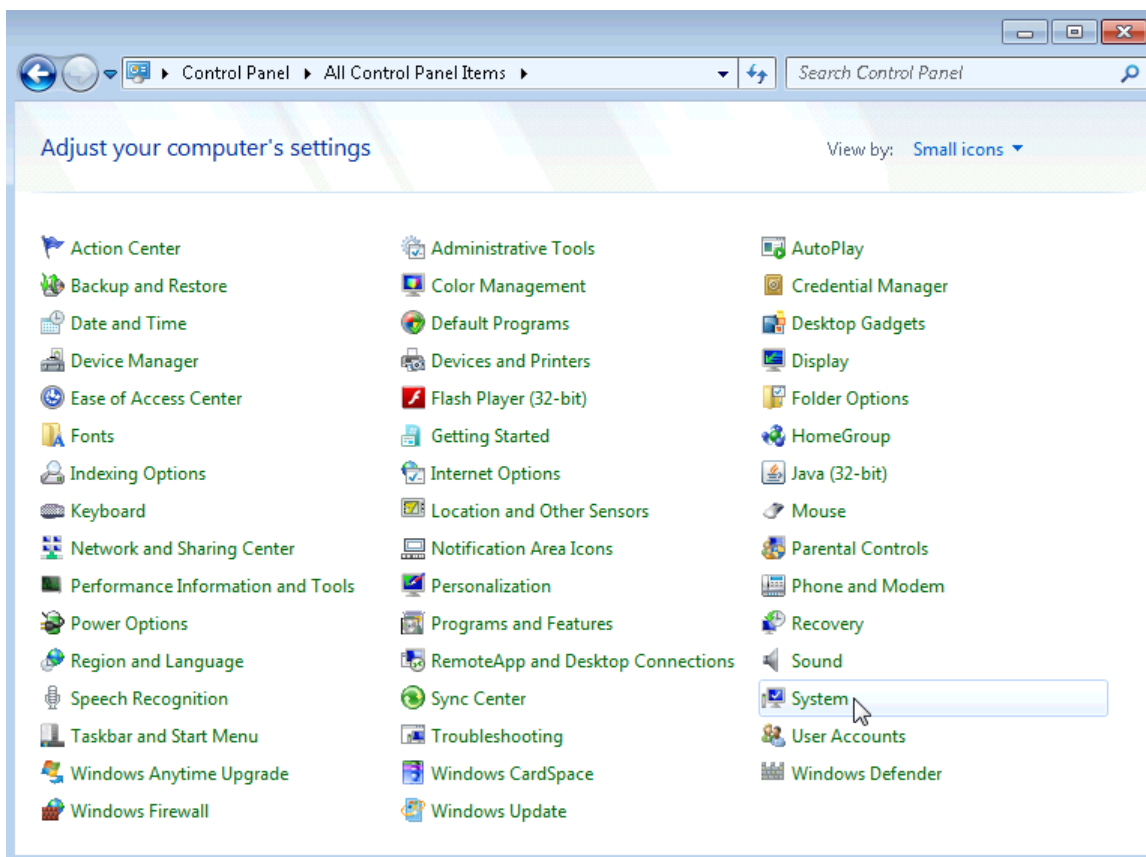 Control Panel All Control Panel Items Search Control Panel
Adjust your computer's settings View by: Small icons
Action Center Administrative Tools AutoPlay
Backup and Restore Color Management Credential Manager
Date and Time Default Programs Desktop Gadgets
Device Manager Devices and Printers Display
Ease of Access Center Flash Player (32-bit) Folder Options
Fonts Getting Started HomeGroup
Indexing Options Internet Options Java (32-bit)
Keyboard Location and Other Sensors Mouse
Network and Sharing Center Notification Area Icons Parental Controls
Performance Information and Tools Personalization Phone and Modem
Power Options Programs and Features Recovery
Region and Language RemoteApp and Desktop Connections Sound
Speech Recognition Sync Center System
Taskbar and Start Menu Troubleshooting User Accounts
Windows Anytime Upgrade Windows CardSpace Windows Defender
Windows Firewall Windows Update